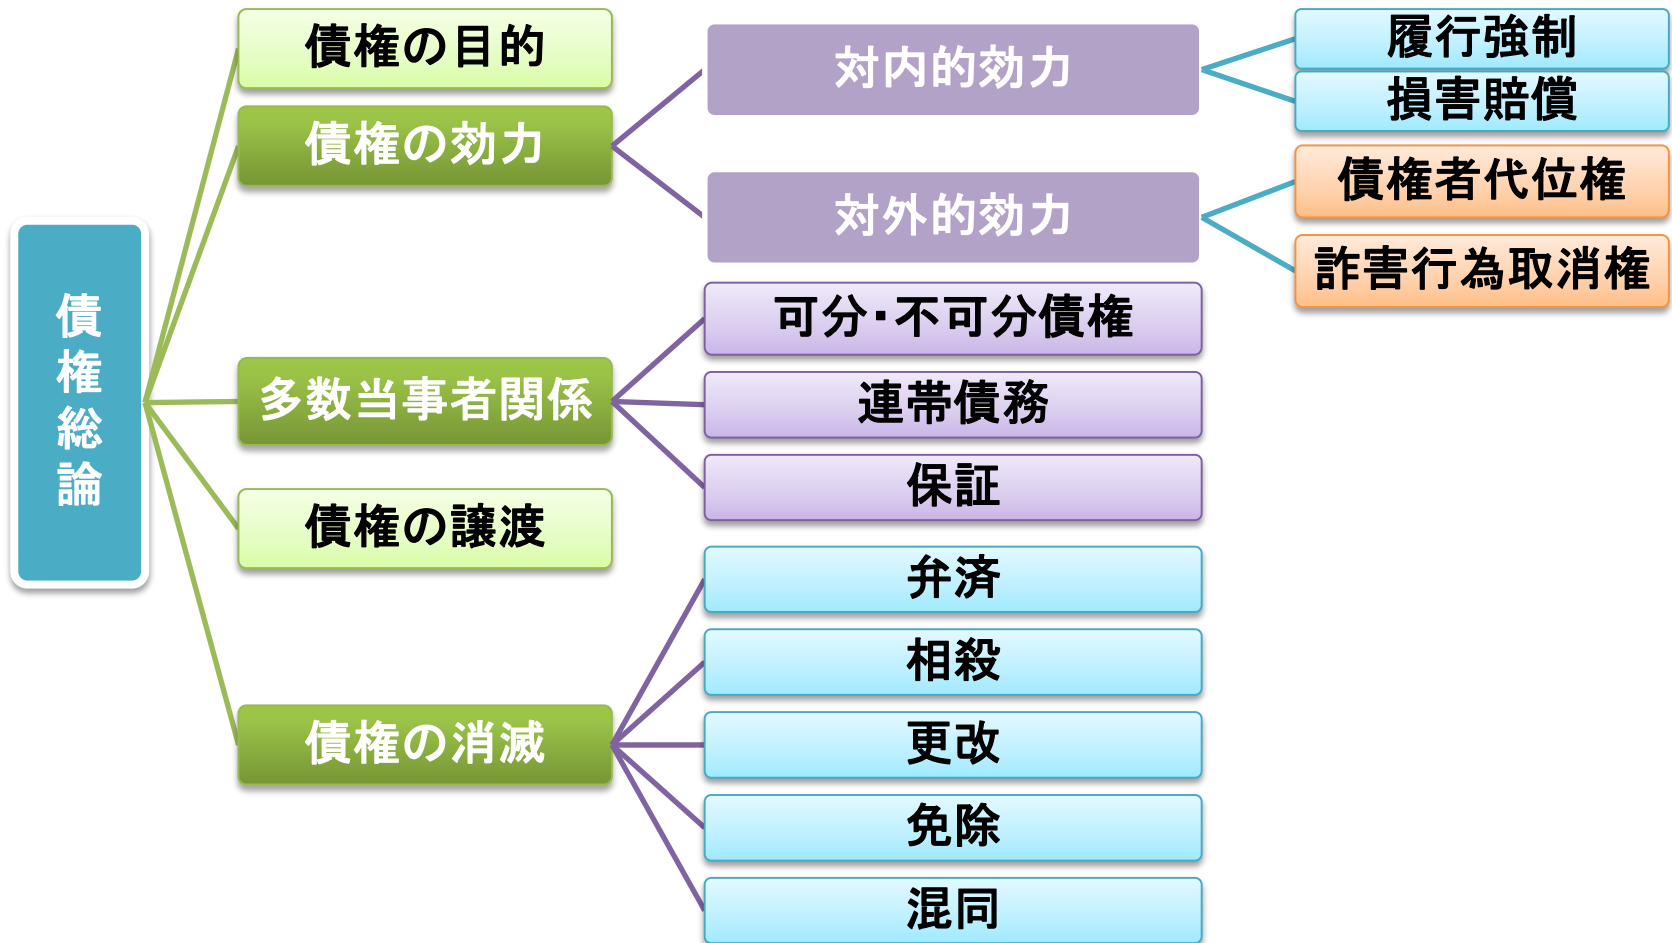 債権総論
債権の目的
債権の効力
対内的効力
履行強制
損害賠償
対外的効力
債権者代位権
詐害行為取消権
多数当事者関係
可分・不可分債権
連帯債務
保証
債権の譲渡
債権の消滅
弁済
相殺
更改
免除
混同